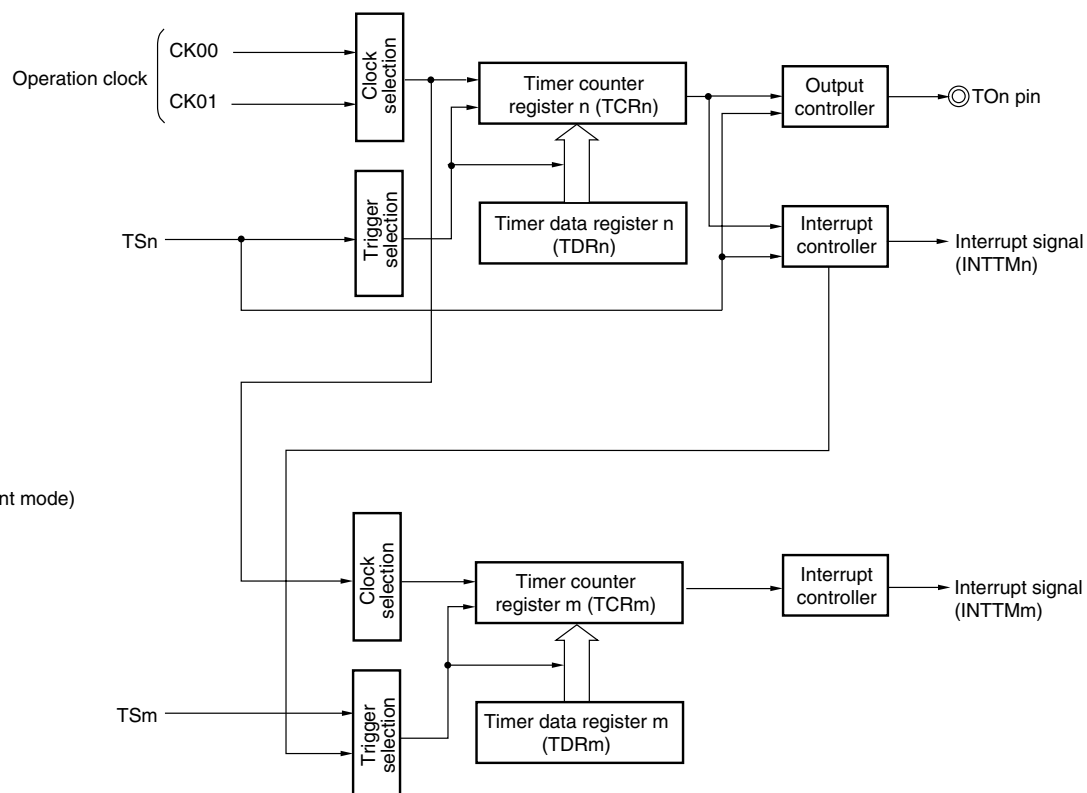 Operation clock
CK00
CK01
Clock
selection
Timer counter
register n (TCRn)
Output
controller
TOn pin
TSn
Trigger
selection
Timer data register n
(TDRn)
Interrupt
controller
Interrupt signal
(INTTMn)
nt mode)
Clock
selection
Timer counter
register m (TCRm)
Interrupt
controller
Interrupt signal
(INTTMm)
TSm
Trigger
selection
Timer data register m
(TDRm)